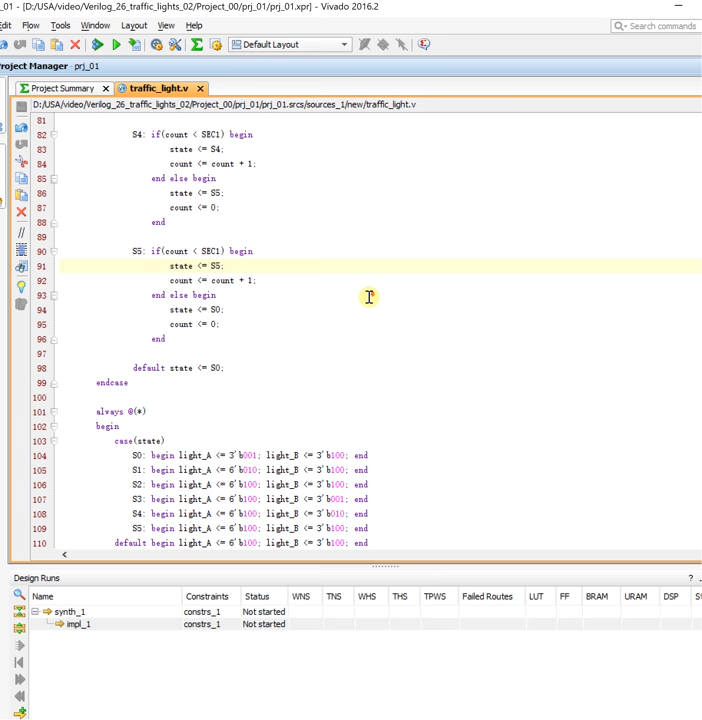 _01 - [D:/USA/video/Verilog_26_traffic_lights_02/Project_00/prj_01/prj_01.xpr] - Vivado 2016.2
Edit Flow Tools Window Layout View Help
Search commands
Default Layout
Project Manager - prj_01
Project Summary traffic_light.v
D:/USA/video/Verilog_26_traffic_lights_02/Project_00/prj_01/prj_01.srcs/sources_1/new/traffic_light.v
81
82 S4: if(count < SEC1) begin
83 state <= S4;
84 count <= count + 1;
85 end else begin
86 state <= S5;
87 count <= 0;
88 end
89
90 S5: if(count < SEC1) begin
91 state <= S5;
92 count <= count + 1;
93 end else begin
94 state <= S0;
95 count <= 0;
96 end
97
98 default state <= S0;
99 endcase
100
101 always @(*)
102 begin
103 case(state)
104 S0: begin light_A <= 3'b001; light_B <= 3'b100; end
105 S1: begin light_A <= 6'b010; light_B <= 3'b100; end
106 S2: begin light_A <= 6'b100; light_B <= 3'b100; end
107 S3: begin light_A <= 6'b100; light_B <= 3'b001; end
108 S4: begin light_A <= 6'b100; light_B <= 3'b010; end
109 S5: begin light_A <= 6'b100; light_B <= 3'b100; end
110 default begin light_A <= 6'b100; light_B <= 3'b100; end
Design Runs ?
Name Constraints Status WNS TNS WHS THS TPWS Failed Routes LUT FF BRAM URAM DSP
synth_1 constrs_1 Not started
impl_1 constrs_1 Not started